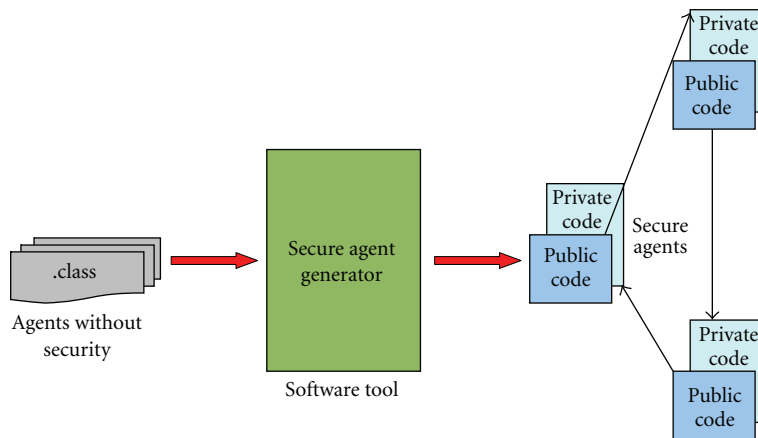 .class
Agents without
security
Secure agent
generator
Software tool
Private
code
Public
code
Secure
agents
Private
code
Public
code
Private
code
Public
code